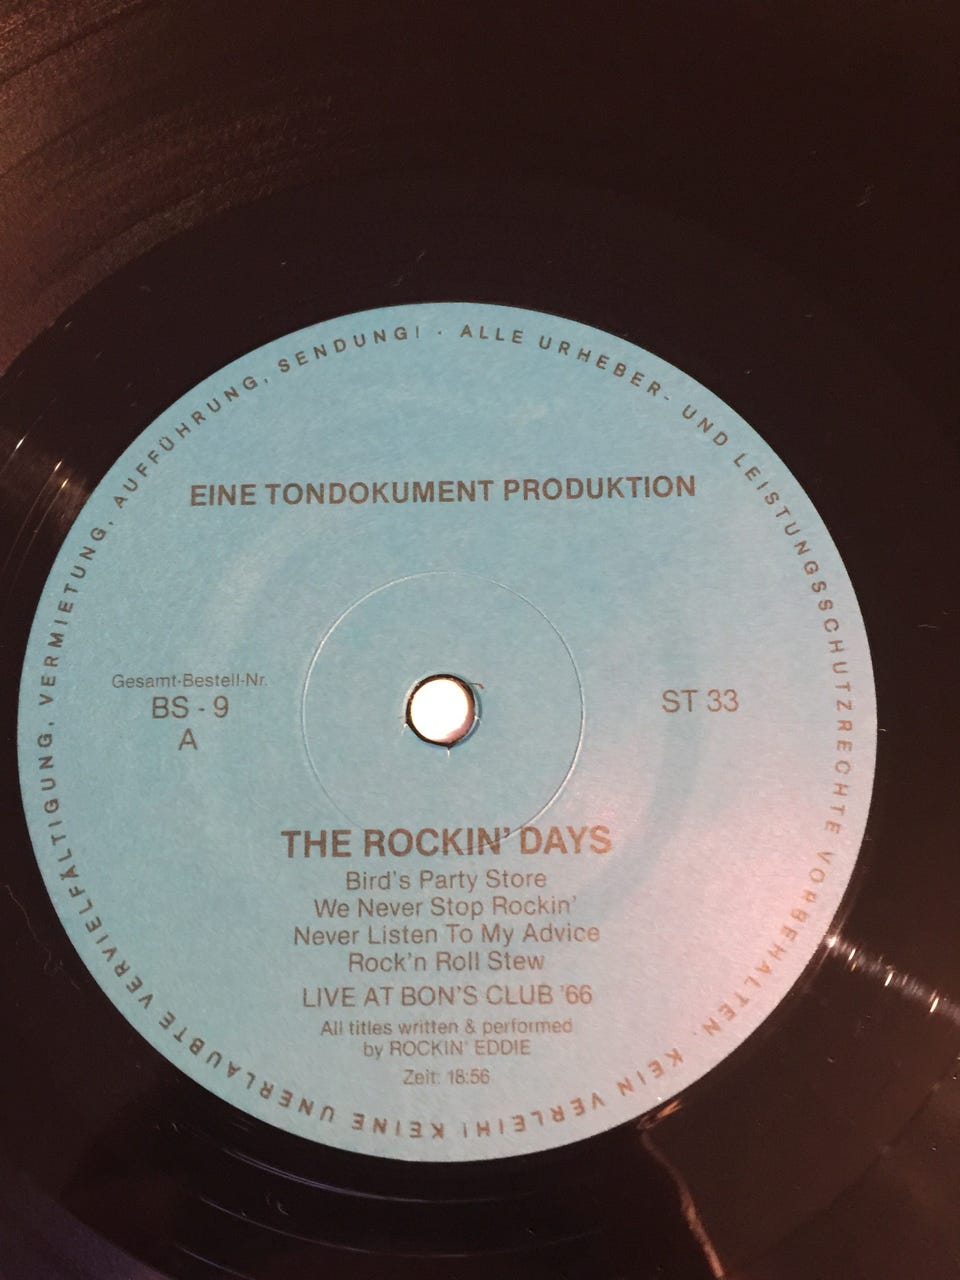 ALLE URHEBER- UND LEISTUNGSSCHUTZRECHTE VORBEHALTEN. KEIN VERLEIH! KEINE UNERLAUBTE VERVIELFÄLTIGUNG, VERMIETUNG, AUFFÜHRUNG, SENDUNG! ·
EINE TONDOKUMENT PRODUKTION
Gesamt-Bestell-Nr.
BS - 9
A
ST 33
THE ROCKIN' DAYS
Bird's Party Store
We Never Stop Rockin'
Never Listen To My Advice
Rock'n Roll Stew
LIVE AT BON'S CLUB '66
All titles written & performed
by ROCKIN' EDDIE
Zeit: 18:56